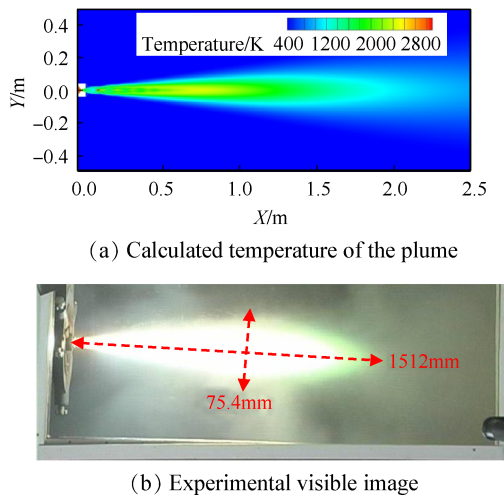 0.4
0.2
0.0
−0.2
−0.4
Y/m
Temperature/K
400 1200 2000 2800
0.0 0.5 1.0 1.5 2.0 2.5
X/m
(a) Calculated temperature of the plume
1512mm
75.4mm
(b) Experimental visible image